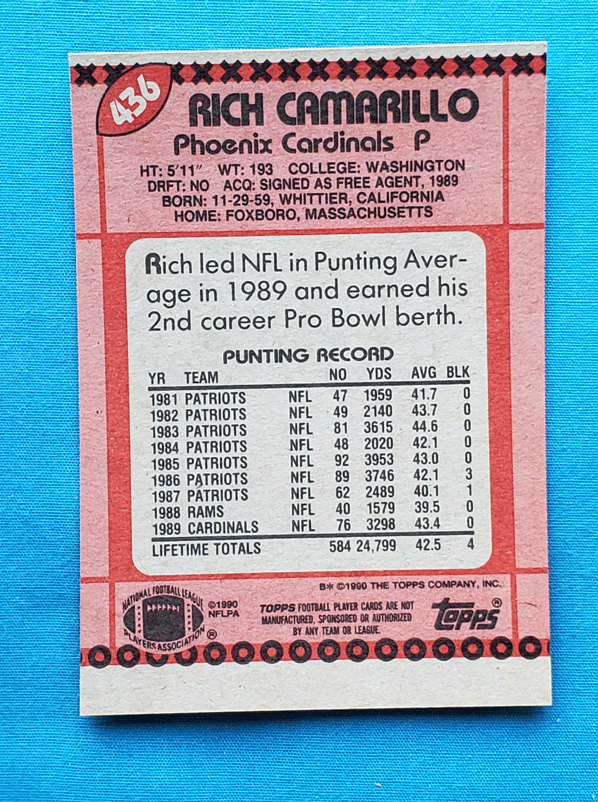 436
RICH CAMARILLO
Phoenix Cardinals P
HT: 5'11" WT: 193 COLLEGE: WASHINGTON
DRFT: NO ACQ: SIGNED AS FREE AGENT, 1989
BORN: 11-29-59, WHITTIER, CALIFORNIA
HOME: FOXBORO, MASSACHUSETTS
Rich led NFL in Punting Aver-
age in 1989 and earned his
2nd career Pro Bowl berth.
PUNTING RECORD
YR TEAM NO YDS AVG BLK
1981 PATRIOTS NFL 47 1959 41.7 0
1982 PATRIOTS NFL 49 2140 43.7 0
1983 PATRIOTS NFL 81 3615 44.6 0
1984 PATRIOTS NFL 48 2020 42.1 0
1985 PATRIOTS NFL 92 3953 43.0 0
1986 PATRIOTS NFL 89 3746 42.1 3
1987 PATRIOTS NFL 62 2489 40.1 1
1988 RAMS NFL 40 1579 39.5 0
1989 CARDINALS NFL 76 3298 43.4 0
LIFETIME TOTALS 584 24,799 42.5 4
B* ©1990 THE TOPPS COMPANY, INC.
NATIONAL FOOTBALL LEAGUE
PLAYERS ASSOCIATION ®
©1990
NFLPA
TOPPS FOOTBALL PLAYER CARDS ARE NOT
MANUFACTURED, SPONSORED OR AUTHORIZED
BY ANY TEAM OR LEAGUE.
Topps®